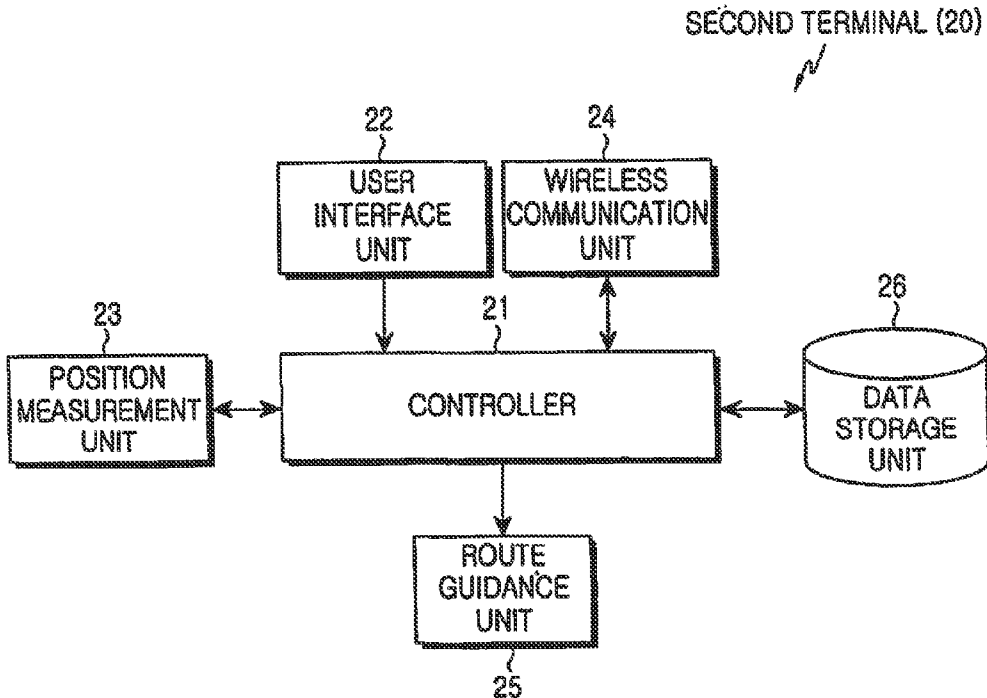 SECOND TERMINAL (20)
22
24
USER
INTERFACE
UNIT
WIRELESS
COMMUNICATION
UNIT
23
21
26
POSITION
MEASUREMENT
UNIT
CONTROLLER
DATA
STORAGE
UNIT
ROUTE
GUIDANCE
UNIT
25